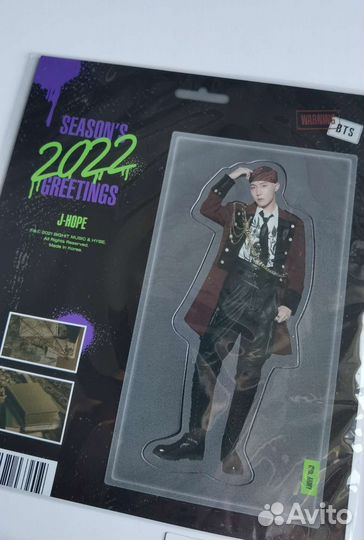 WARNING
BTS
SEASON'S
2022
GREETINGS
J-HOPE
℗&© 2021 BIGHIT MUSIC & HYBE.
All Rights Reserved.
Made in Korea
Avito